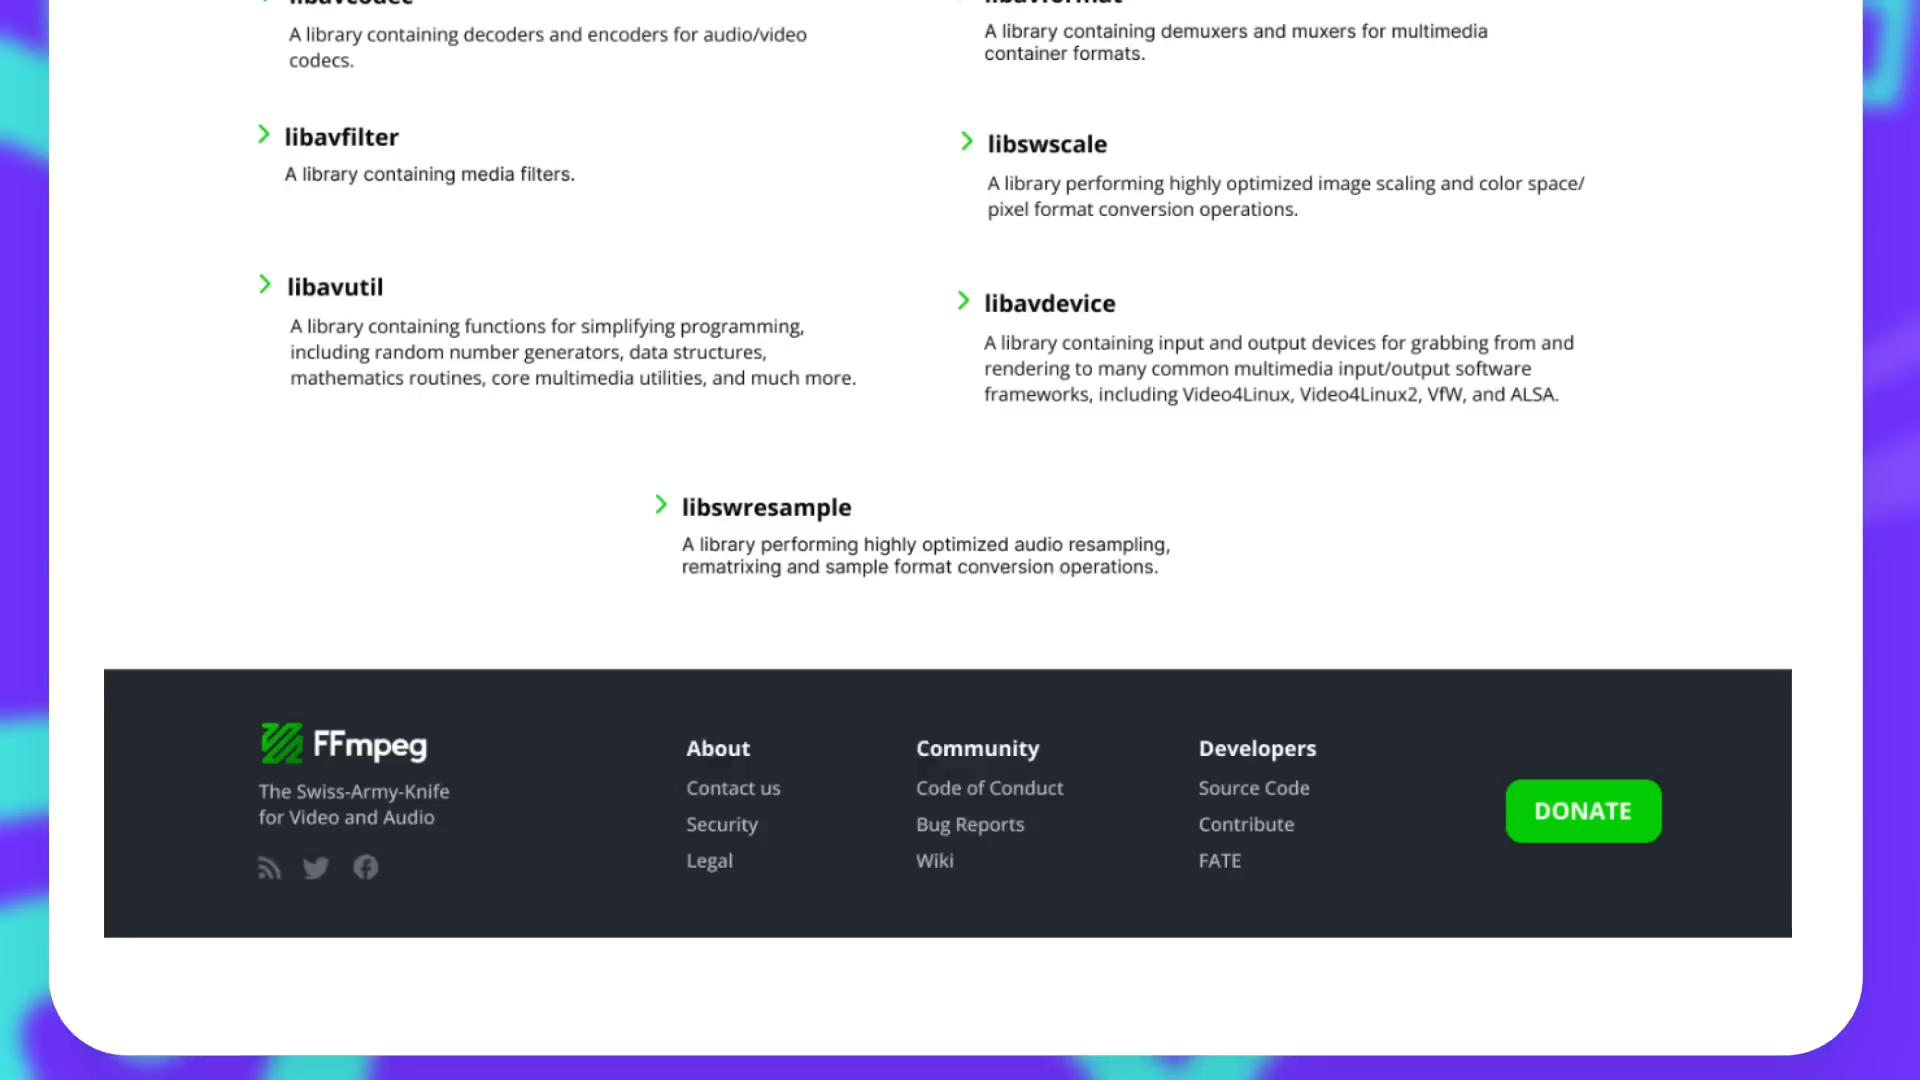 libavcodec
A library containing decoders and encoders for audio/video
codecs.
libavformat
A library containing demuxers and muxers for multimedia
container formats.
libavfilter
A library containing media filters.
libswscale
A library performing highly optimized image scaling and color space/
pixel format conversion operations.
libavutil
A library containing functions for simplifying programming,
including random number generators, data structures,
mathematics routines, core multimedia utilities, and much more.
libavdevice
A library containing input and output devices for grabbing from and
rendering to many common multimedia input/output software
frameworks, including Video4Linux, Video4Linux2, VfW, and ALSA.
libswresample
A library performing highly optimized audio resampling,
rematrixing and sample format conversion operations.
FFmpeg
The Swiss-Army-Knife
for Video and Audio
About
Contact us
Security
Legal
Community
Code of Conduct
Bug Reports
Wiki
Developers
Source Code
Contribute
FATE
DONATE